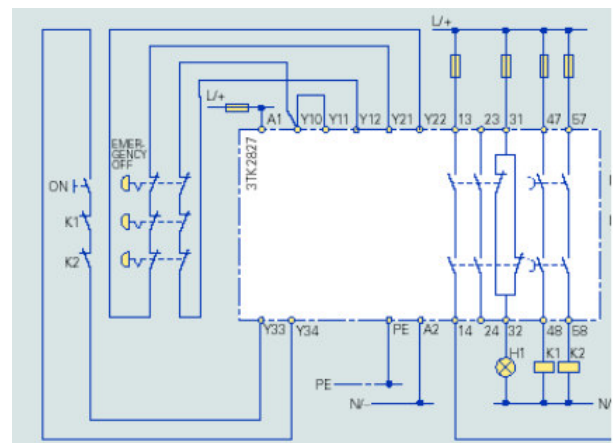 L/+
L/+
A1 Y10 Y11 Y12 Y21 Y22 13 23 31 47 57
3TK2827
EMER-
GENCY
OFF
ON
K1
K2
Y33 Y34 PE A2 14 24 32 48 58
H1 K1 K2
PE
N/–
N/